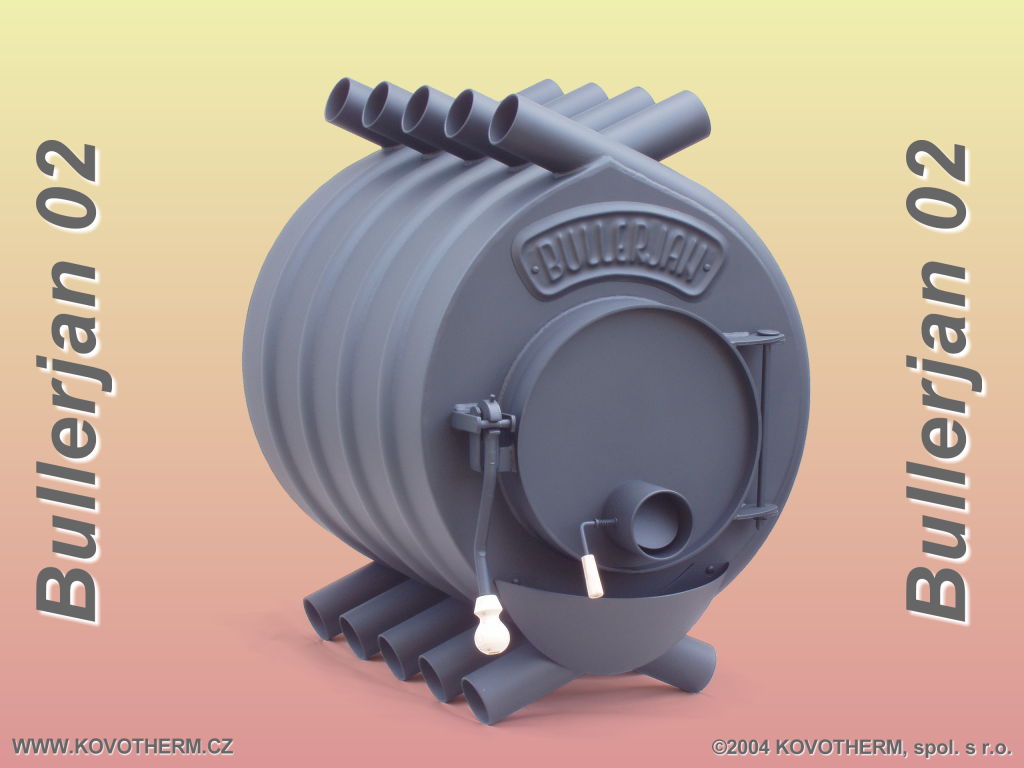 Bullerjan 02
BULLERJAN
Bullerjan 02
WWW.KOVOTHERM.CZ
©2004 KOVOTHERM, spol. s r.o.